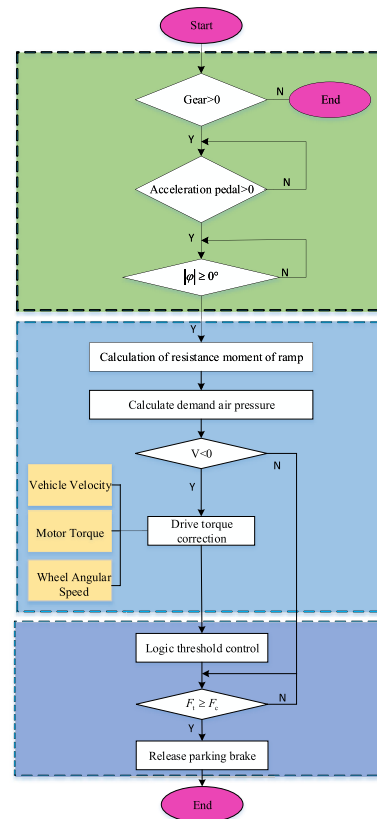 Start
Gear>0
N
End
Y
Acceleration pedal>0
N
Y
|φ| ≥ 0°
N
Y
Calculation of resistance moment of ramp
Calculate demand air pressure
V<0
N
Y
Vehicle Velocity
Motor Torque
Drive torque
correction
Wheel Angular
Speed
Logic threshold control
Ft ≥ Fc
N
Y
Release parking brake
End